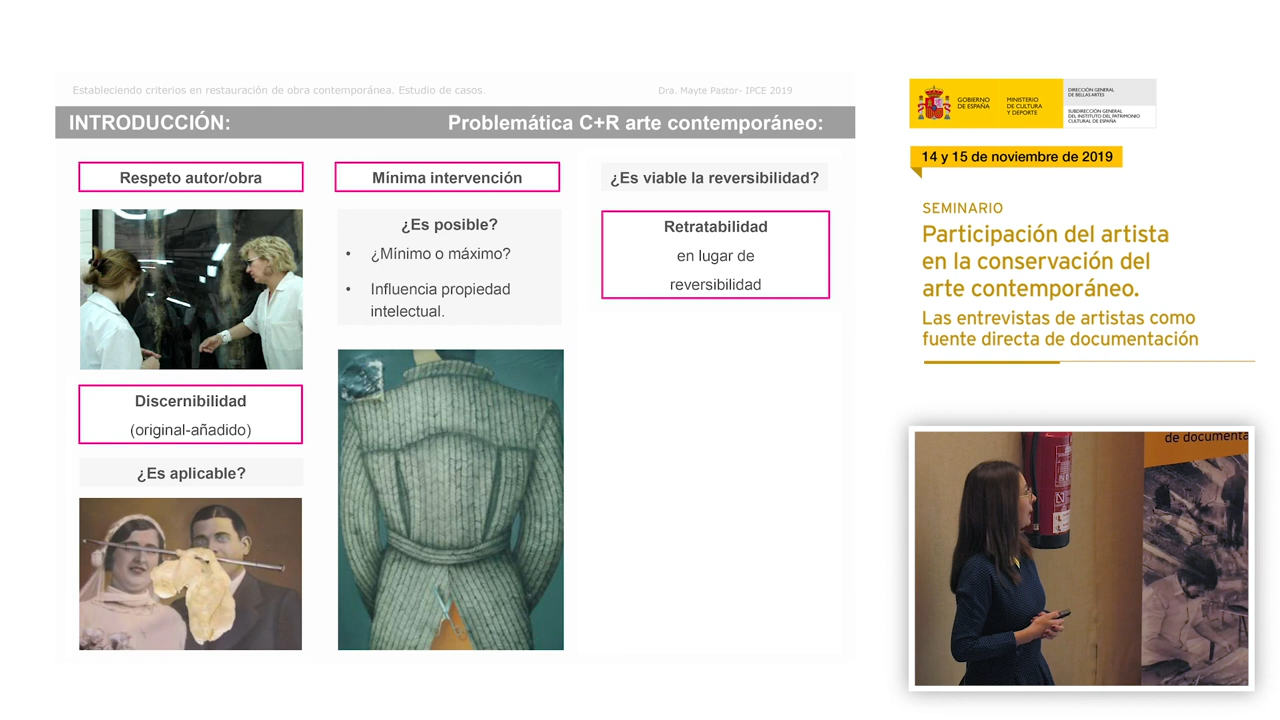 Estableciendo criterios en restauración de obra contemporánea. Estudio de casos.
Dra. Mayte Pastor- IPCE 2019
INTRODUCCIÓN:
Problemática C+R arte contemporáneo:
Respeto autor/obra
Discernibilidad
(original-añadido)
¿Es aplicable?
Mínima intervención
¿Es posible?
• ¿Mínimo o máximo?
• Influencia propiedad
intelectual.
¿Es viable la reversibilidad?
Retratabilidad
en lugar de
reversibilidad
GOBIERNO
DE ESPAÑA
MINISTERIO
DE CULTURA
Y DEPORTE
DIRECCIÓN GENERAL
DE BELLAS ARTES
SUBDIRECCIÓN GENERAL
DEL INSTITUTO DEL PATRIMONIO
CULTURAL DE ESPAÑA
14 y 15 de noviembre de 2019
SEMINARIO
Participación del artista
en la conservación del
arte contemporáneo.
Las entrevistas de artistas como
fuente directa de documentación
de documenta